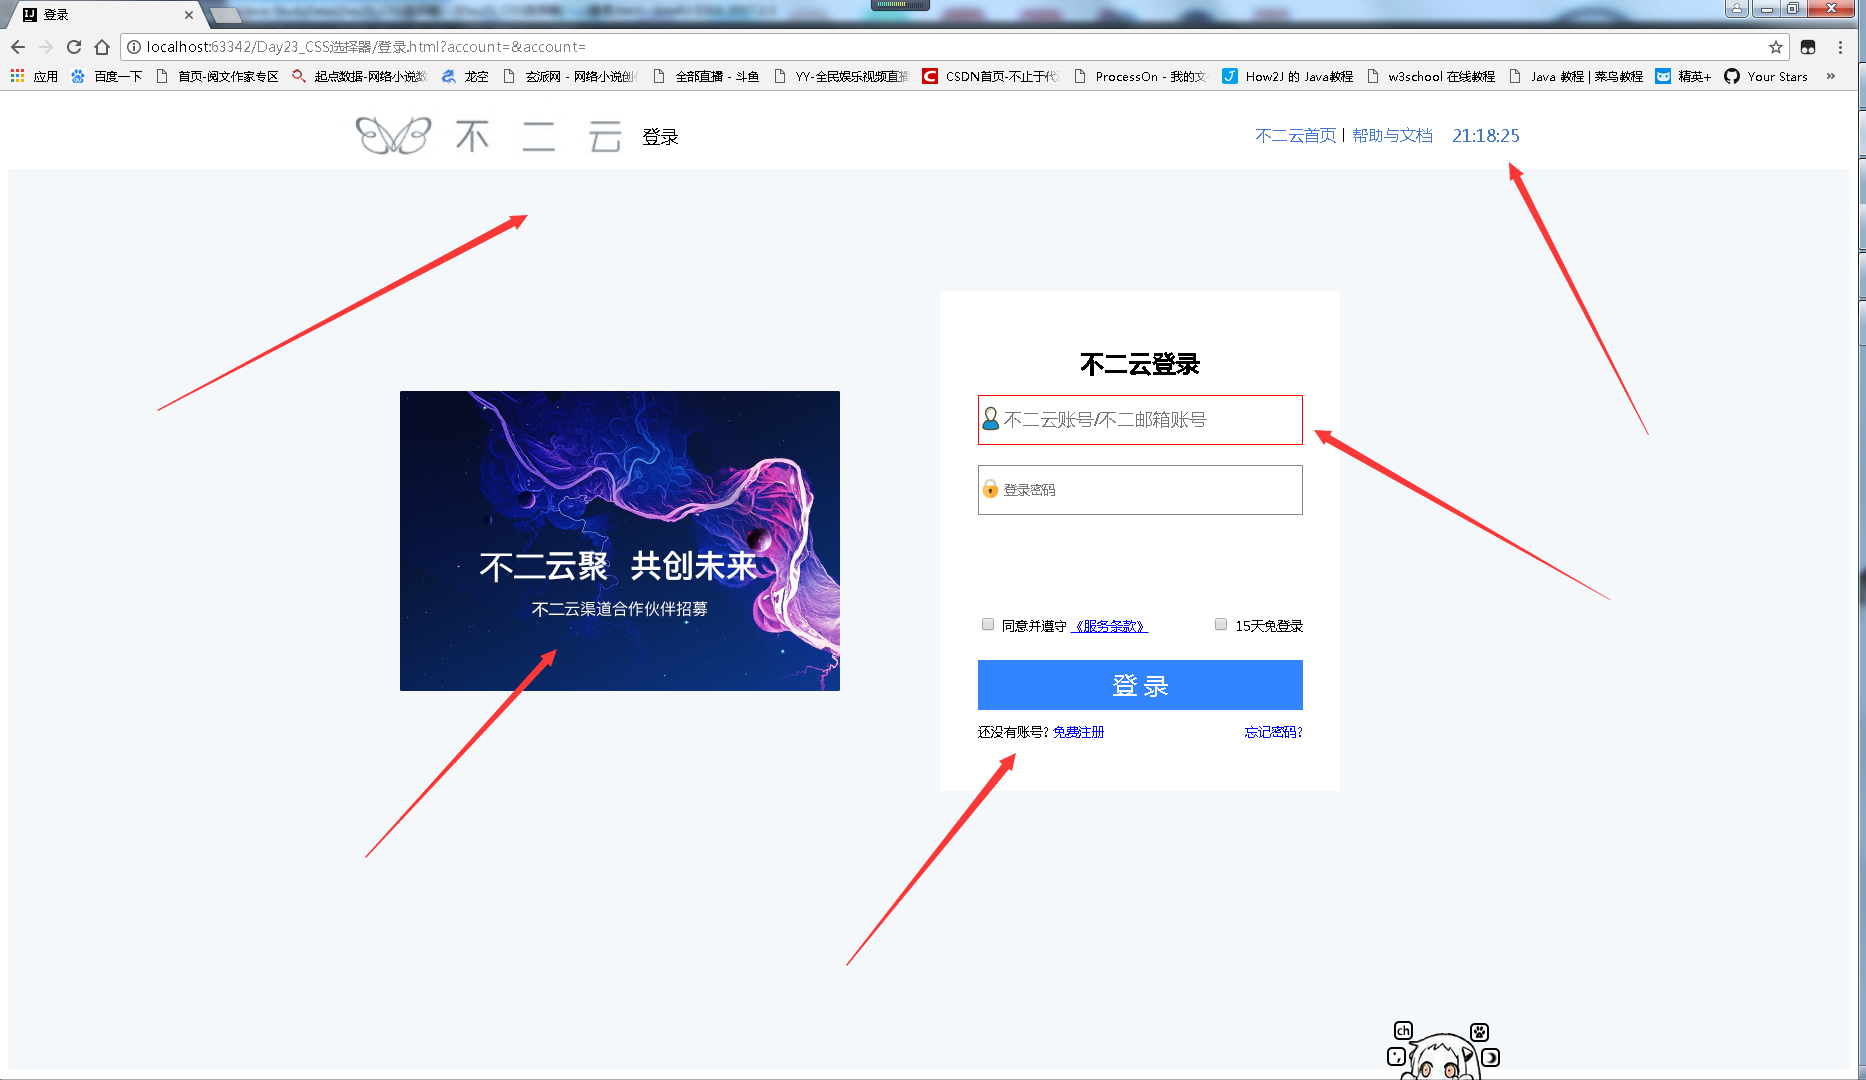 登录
localhost:63342/Day23_CSS选择器/登录.html?account=&account=
应用 百度一下 首页-阅文作家专区 起点数据-网络小说数 龙空 玄派网 - 网络小说创 全部直播 - 斗鱼 YY-全民娱乐视频直播 CSDN首页-不止于代 ProcessOn - 我的文 How2J 的 Java教程 w3school 在线教程 Java 教程 | 菜鸟教程 精英+ Your Stars »
不二云 登录
不二云首页 | 帮助与文档 21:18:25
不二云登录
不二云账号/不二邮箱账号
登录密码
不二云聚 共创未来
不二云渠道合作伙伴招募
同意并遵守 《服务条款》 15天免登录
登 录
还没有账号? 免费注册 忘记密码?
ch